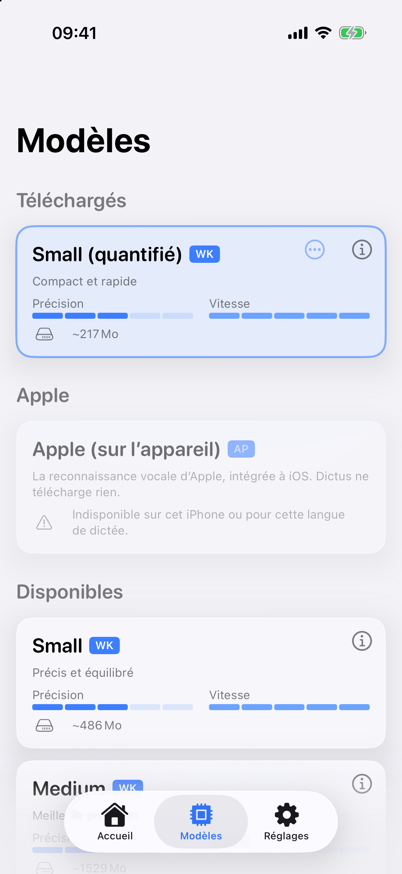 09:41
Modèles
Téléchargés
Small (quantifié) WK
Compact et rapide
Précision Vitesse
~217 Mo
Apple
Apple (sur l'appareil) AP
La reconnaissance vocale d'Apple, intégrée à iOS. Dictus ne
télécharge rien.
Indisponible sur cet iPhone ou pour cette langue
de dictée.
Disponibles
Small WK
Précis et équilibré
Précision Vitesse
~486 Mo
Medium WK
Accueil Modèles Réglages
~1529 Mo